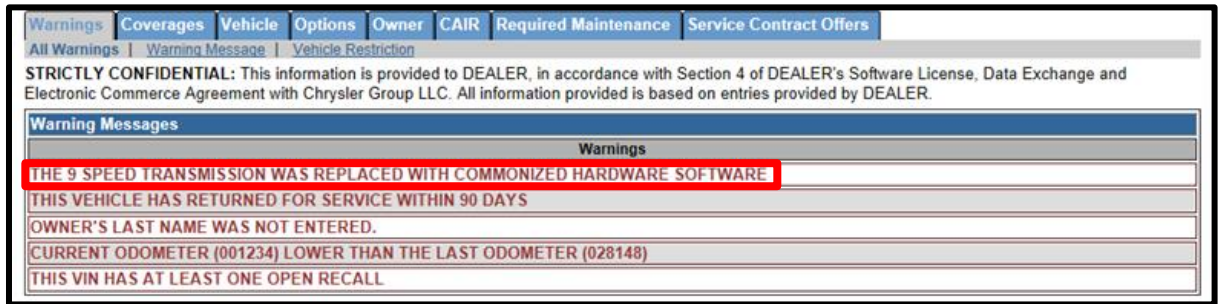 Warnings Coverages Vehicle Options Owner CAIR Required Maintenance Service Contract Offers
All Warnings | Warning Message | Vehicle Restriction
STRICTLY CONFIDENTIAL: This information is provided to DEALER, in accordance with Section 4 of DEALER's Software License, Data Exchange and
Electronic Commerce Agreement with Chrysler Group LLC. All information provided is based on entries provided by DEALER.
Warning Messages
Warnings
THE 9 SPEED TRANSMISSION WAS REPLACED WITH COMMONIZED HARDWARE SOFTWARE
THIS VEHICLE HAS RETURNED FOR SERVICE WITHIN 90 DAYS
OWNER'S LAST NAME WAS NOT ENTERED.
CURRENT ODOMETER (001234) LOWER THAN THE LAST ODOMETER (028148)
THIS VIN HAS AT LEAST ONE OPEN RECALL